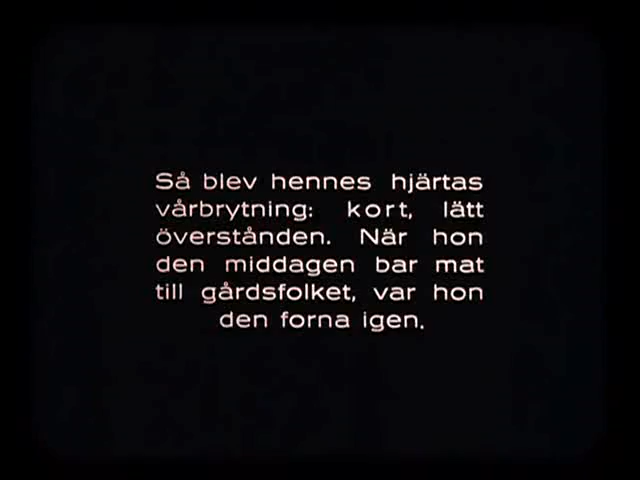 Så blev hennes hjärtas
vårbrytning: kort, lätt
överstånden. När hon
den middagen bar mat
till gårdsfolket, var hon
den forna igen.